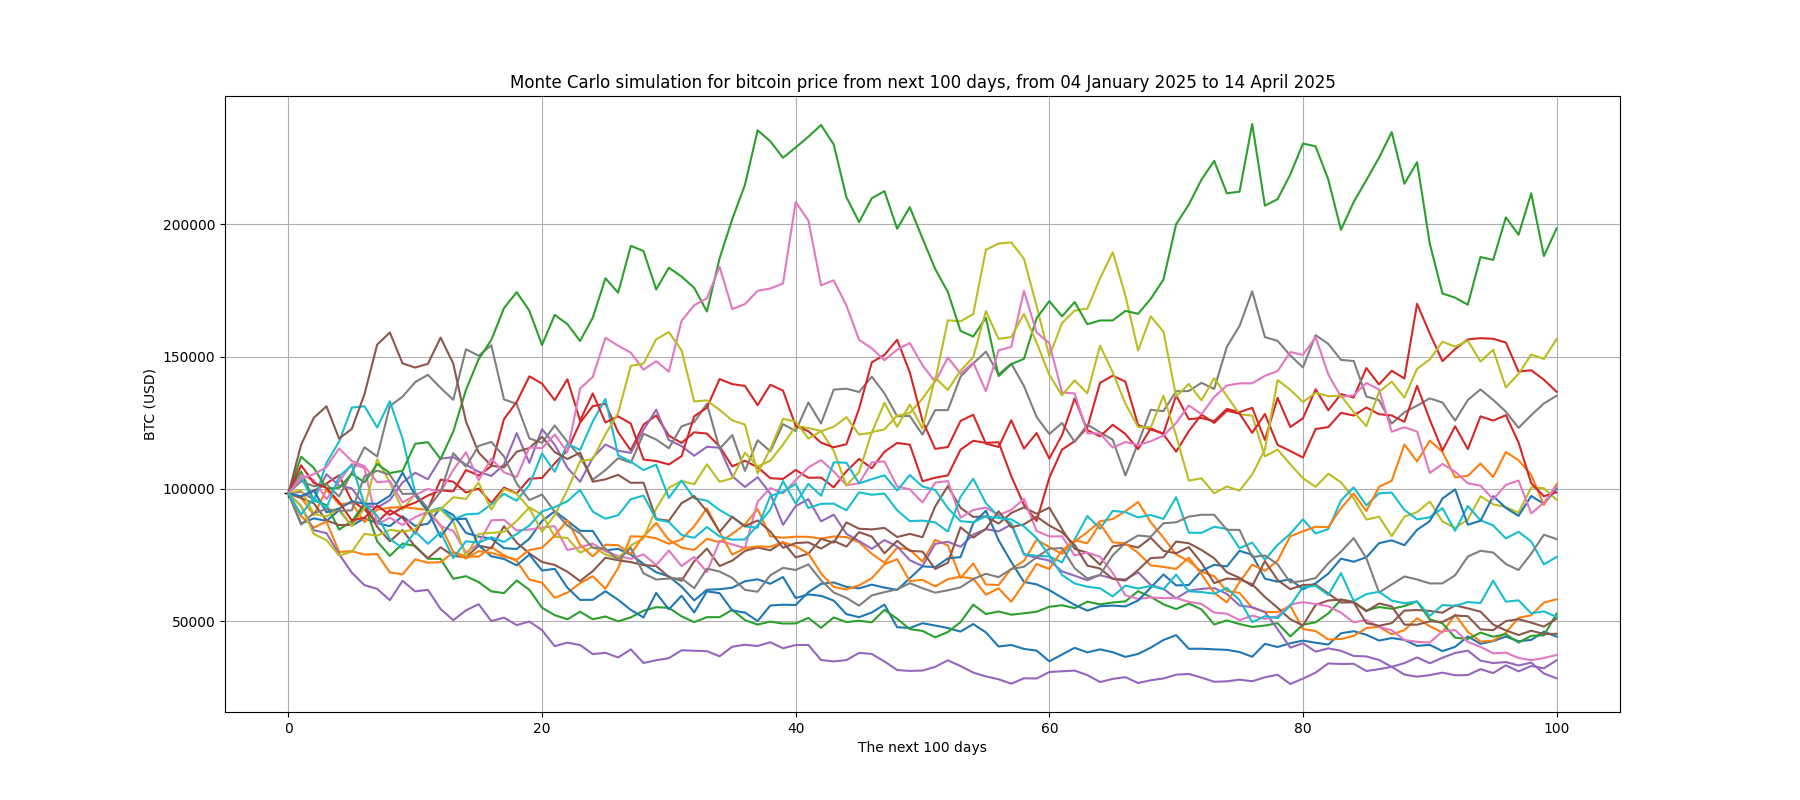 Monte Carlo simulation for bitcoin price from next 100 days, from 04 January 2025 to 14 April 2025
BTC (USD)
200000
150000
100000
50000
0 20 40 60 80 100
The next 100 days